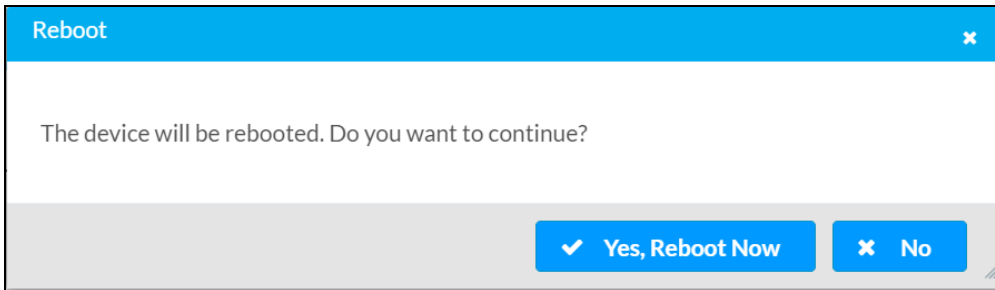 Reboot
The device will be rebooted. Do you want to continue?
Yes, Reboot Now
No